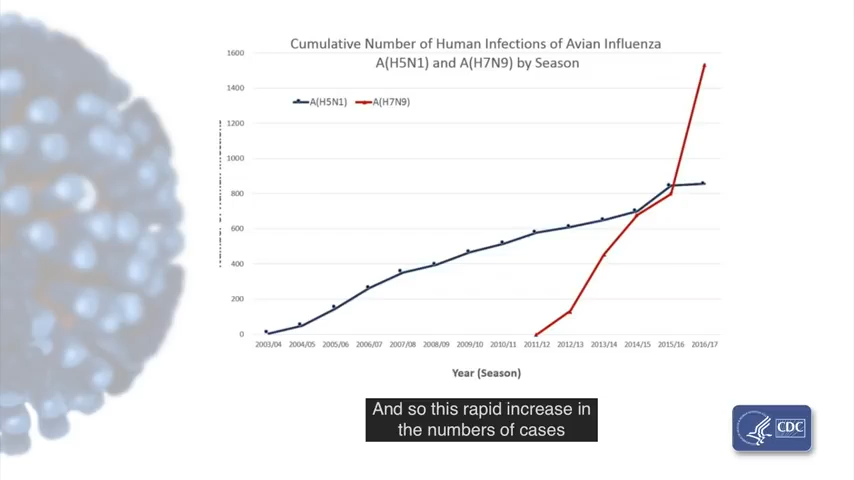 Cumulative Number of Human Infections of Avian Influenza
A(H5N1) and A(H7N9) by Season
1600
1400
A(H5N1) A(H7N9)
1200
1000
800
600
400
200
0
2003/04 2004/05 2005/06 2006/07 2007/08 2008/09 2009/10 2010/11 2011/12 2012/13 2013/14 2014/15 2015/16 2016/17
Year (Season)
And so this rapid increase in
the numbers of cases
CDC